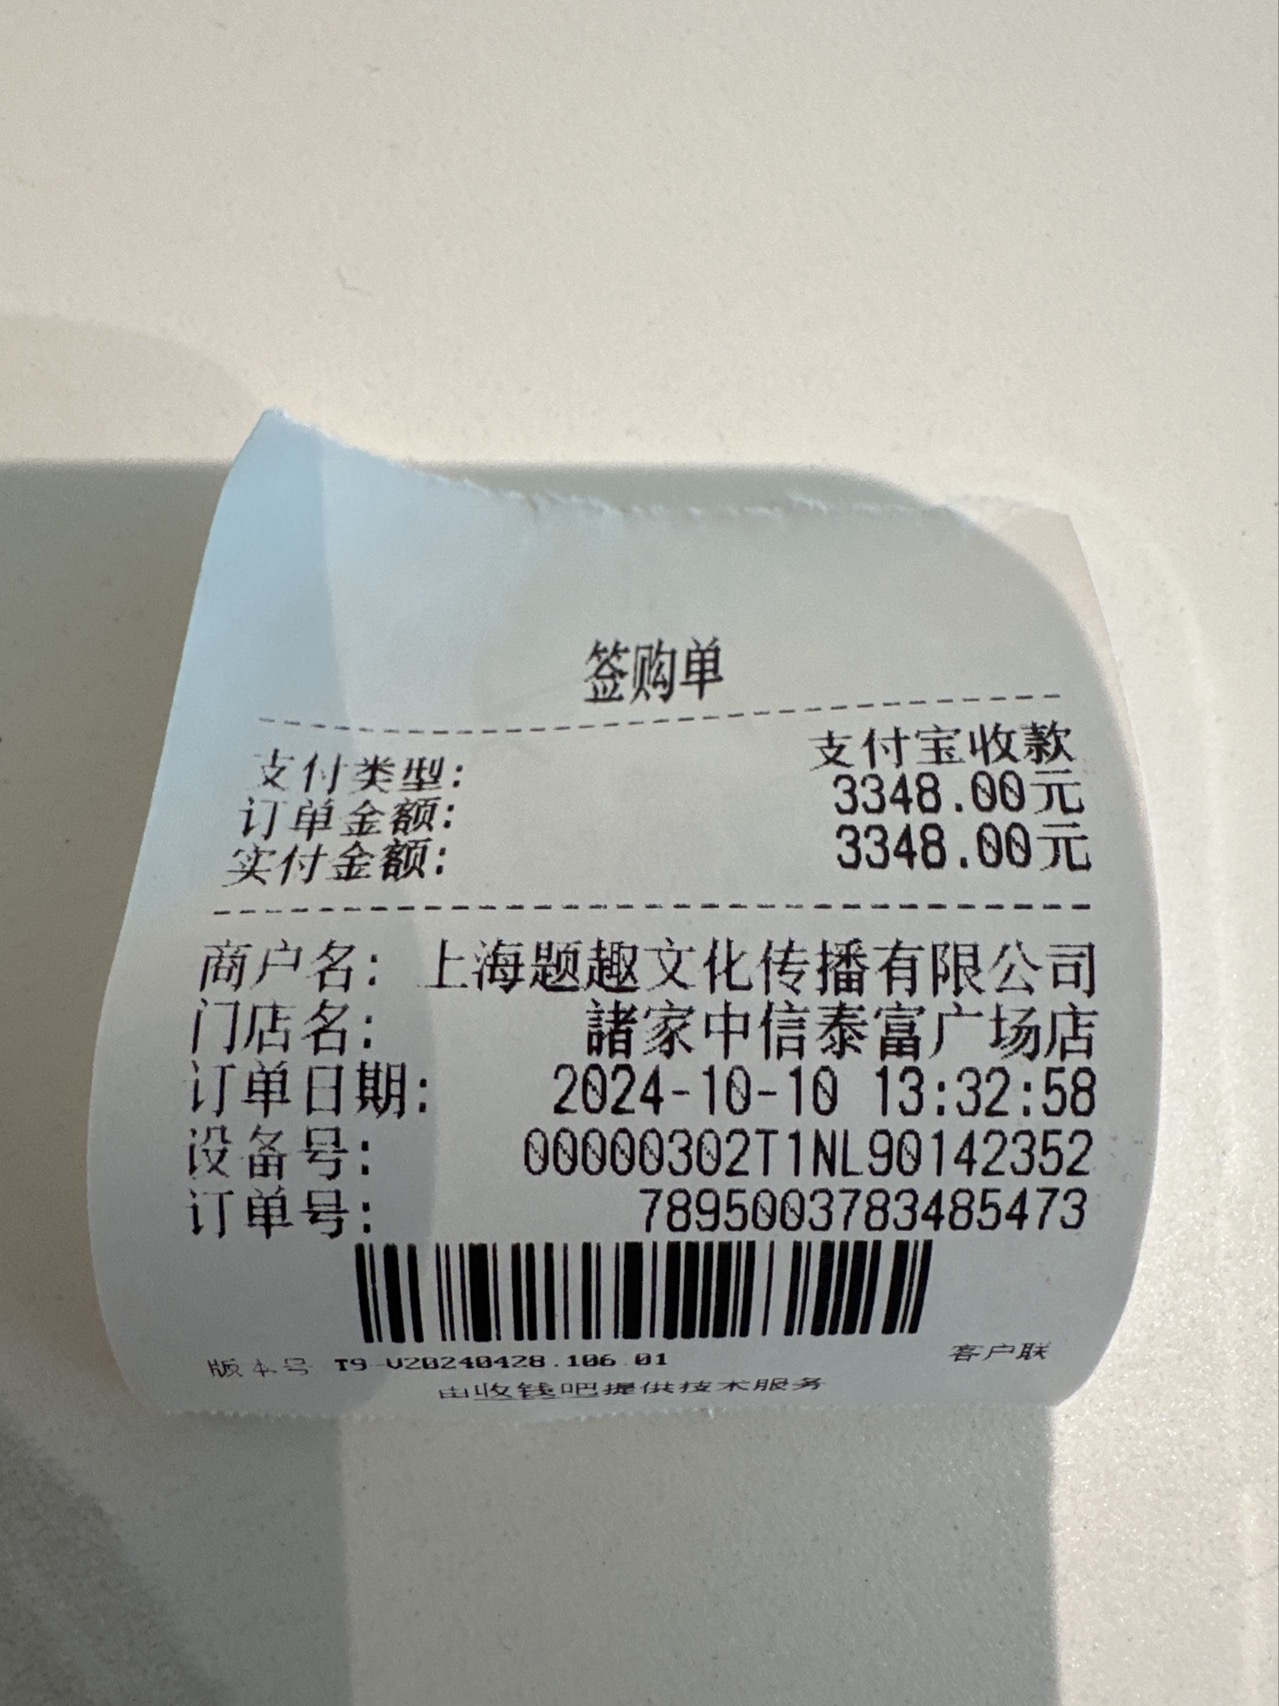 签购单
支付类型: 支付宝收款
订单金额: 3348.00元
实付金额: 3348.00元
商户名: 上海题趣文化传播有限公司
门店名: 諸家中信泰富广场店
订单日期: 2024-10-10 13:32:58
设备号: 00000302T1NL90142352
订单号: 7895003783485473
版本号 T9-V20240428.106.01 客户联
由收钱吧提供技术服务